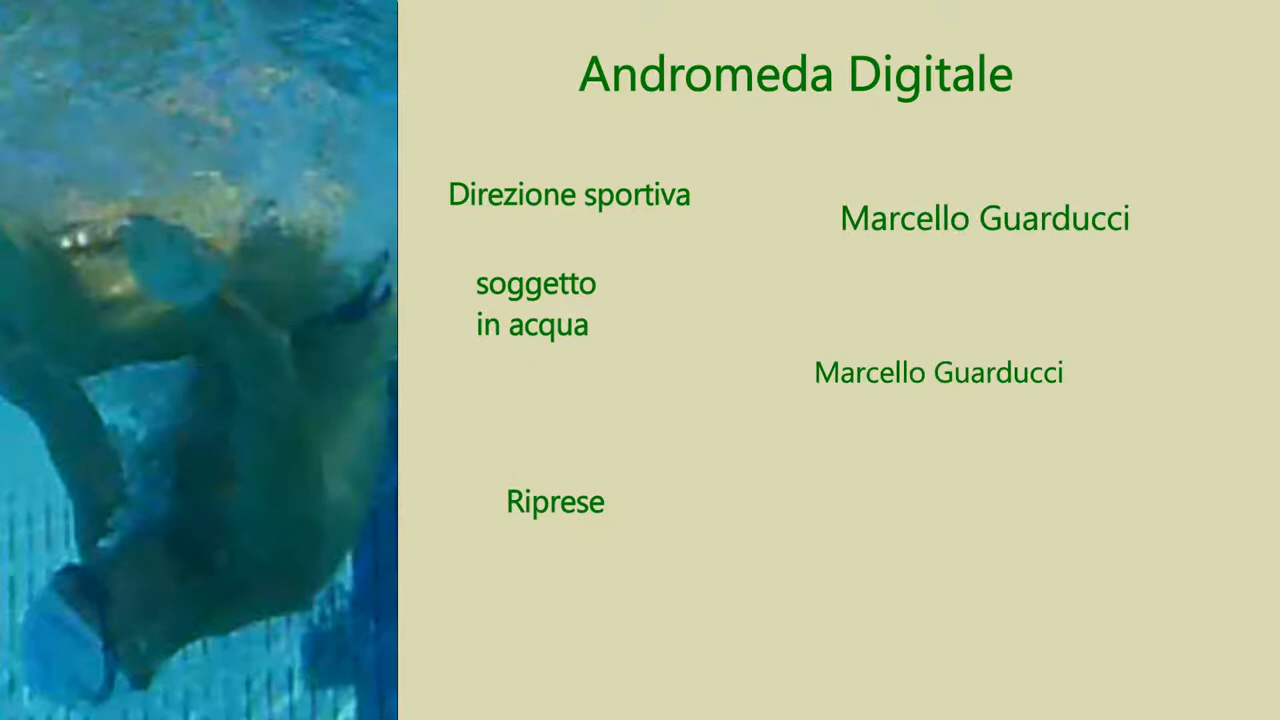 Andromeda Digitale
Direzione sportiva
Marcello Guarducci
soggetto
in acqua
Marcello Guarducci
Riprese